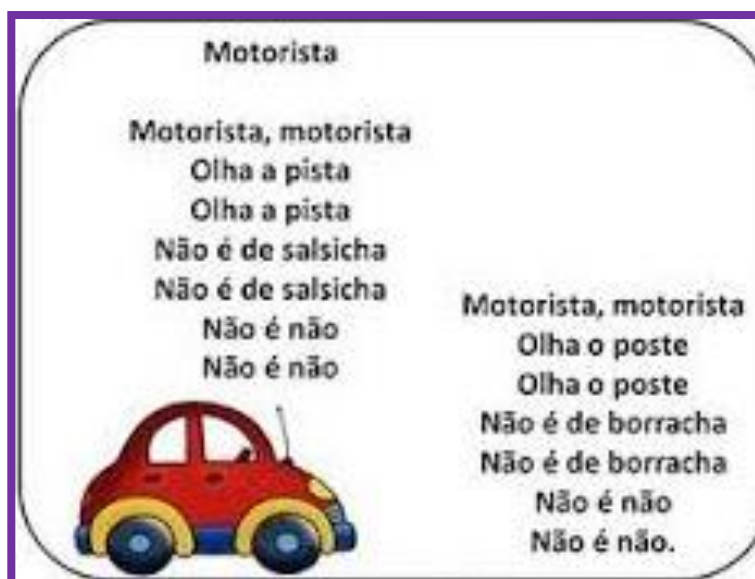 Motorista
Motorista, motorista
Olha a pista
Olha a pista
Não é de salsicha
Não é de salsicha
Não é não
Não é não
Motorista, motorista
Olha o poste
Olha o poste
Não é de borracha
Não é de borracha
Não é não
Não é não.